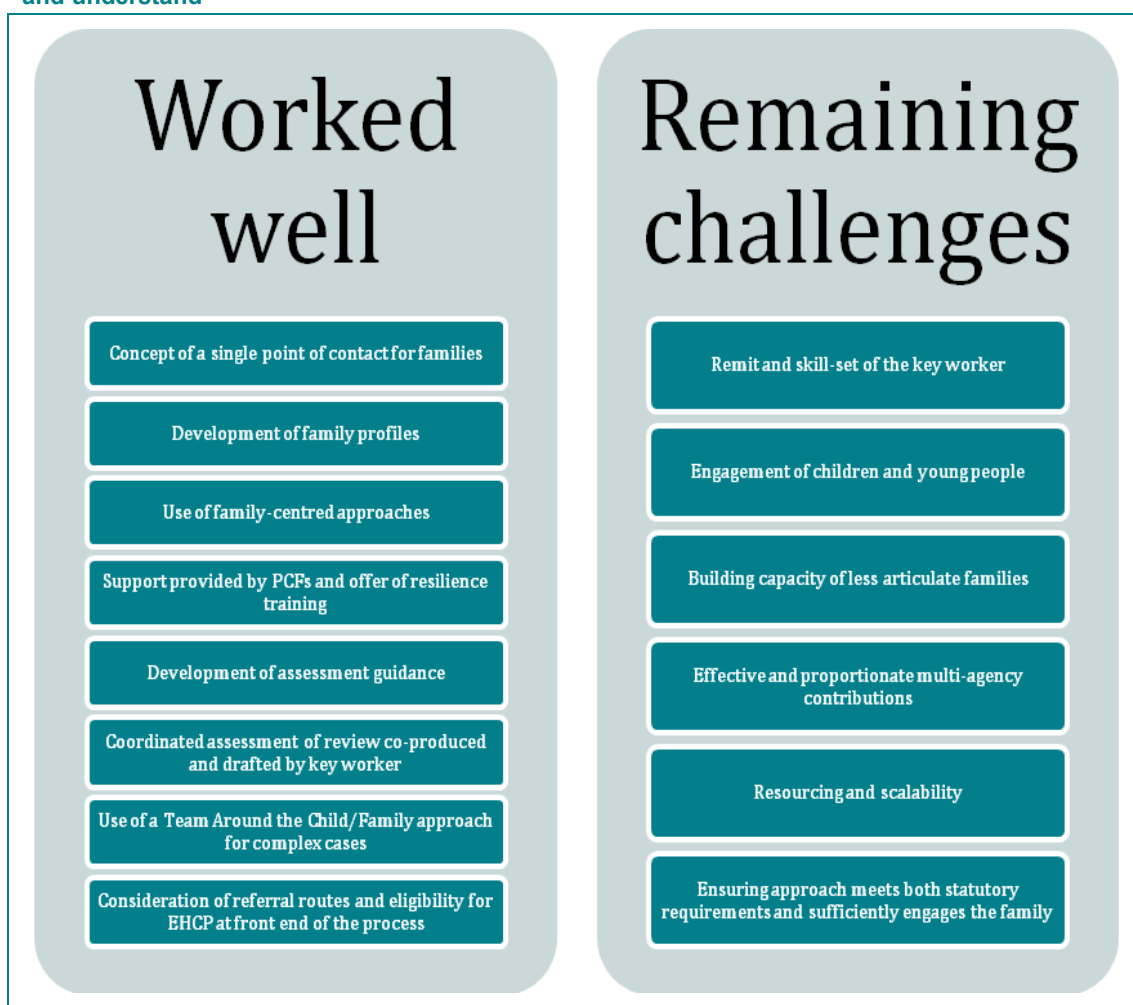 and understand
Worked
well
Concept of a single point of contact for families
Development of family profiles
Use of family-centred approaches
Support provided by PCFs and offer of resilience
training
Development of assessment guidance
Coordinated assessment of review co-produced
and drafted by key worker
Use of a Team Around the Child/Family approach
for complex cases
Consideration of referral routes and eligibility for
EHCP at front end of the process
Remaining
challenges
Remit and skill-set of the key worker
Engagement of children and young people
Building capacity of less articulate families
Effective and proportionate multi-agency
contributions
Resourcing and scalability
Ensuring approach meets both statutory
requirements and sufficiently engages the family